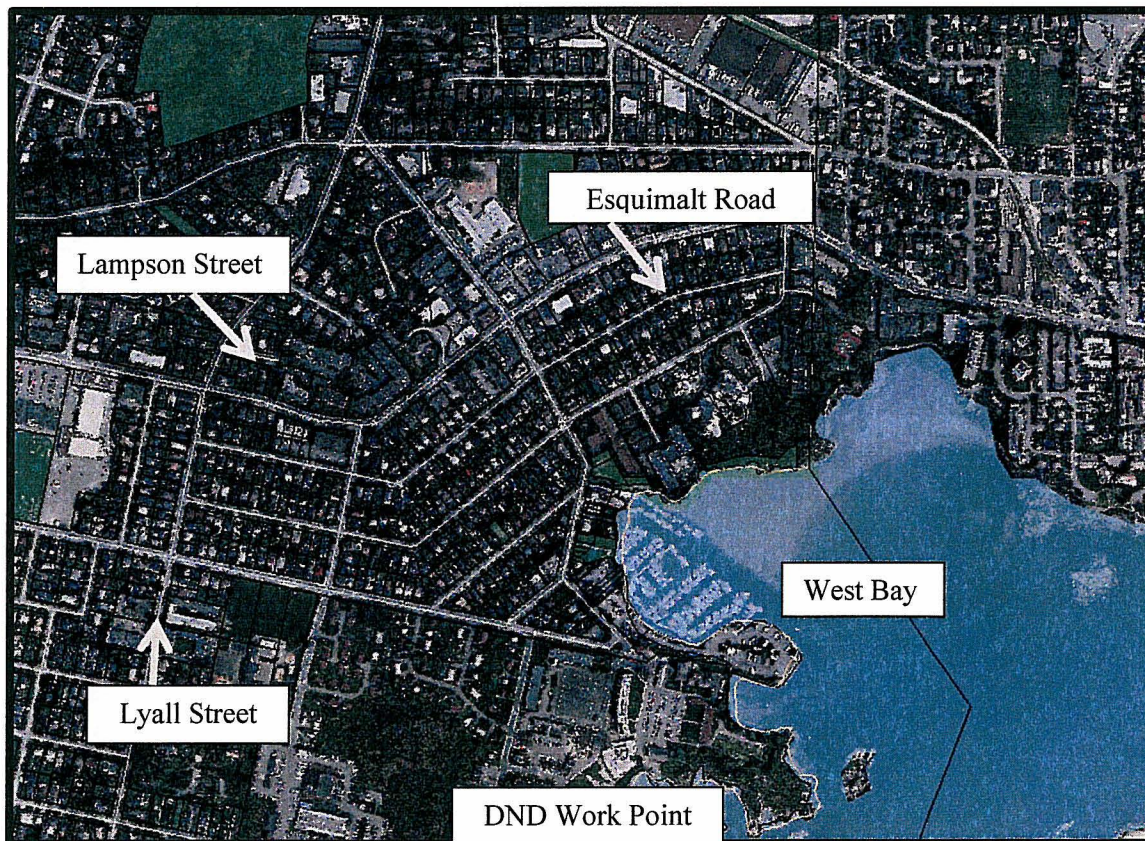 Esquimalt Road
Lampson Street
West Bay
Lyall Street
DND Work Point